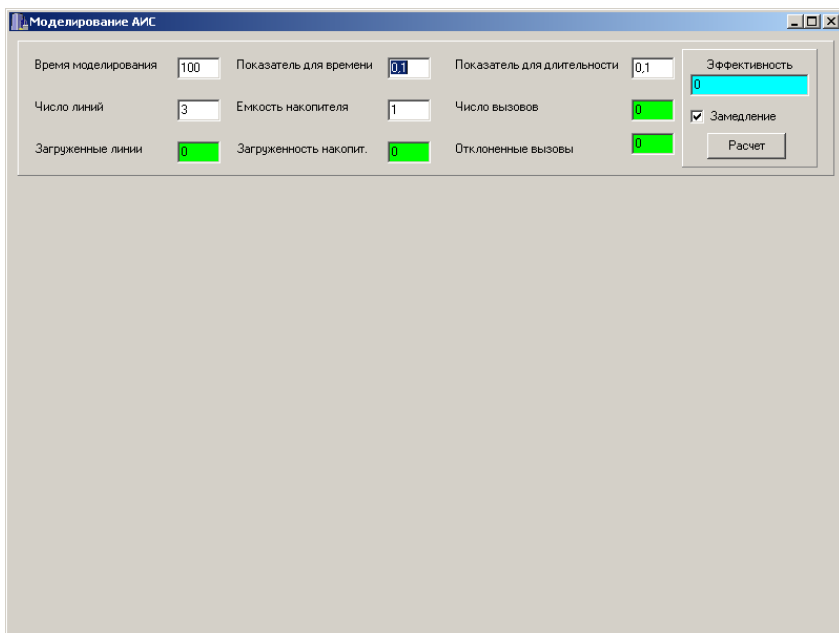 Моделирование АИС
Время моделирования 100 Показатель для времени 0,1 Показатель для длительности 0,1 Эффективность
0
Число линий 3 Емкость накопителя 1 Число вызовов 0 Замедление
Загруженные линии 0 Загруженность накопит. 0 Отклоненные вызовы 0 Расчет